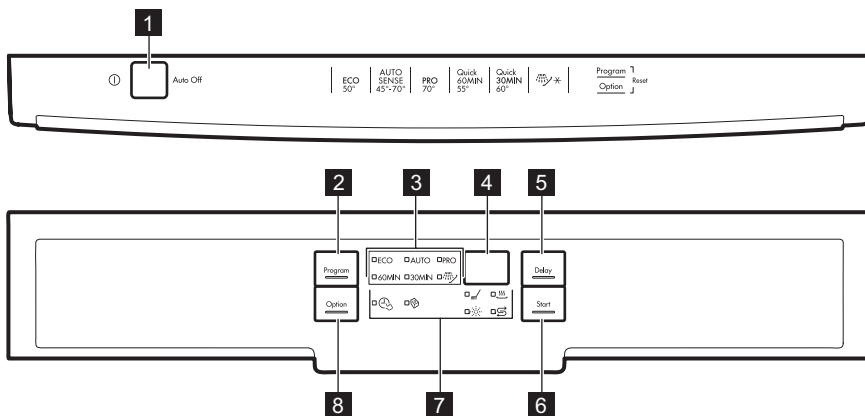 1
Auto Off
ECO
50°
AUTO
SENSE
45°-70°
PRO
70°
Quick
60MIN
55°
Quick
30MIN
60°
Program
Option
Reset
2
3
4
5
Program
ECO AUTO PRO
60MIN 30MIN
Delay
Option
Start
8
7
6